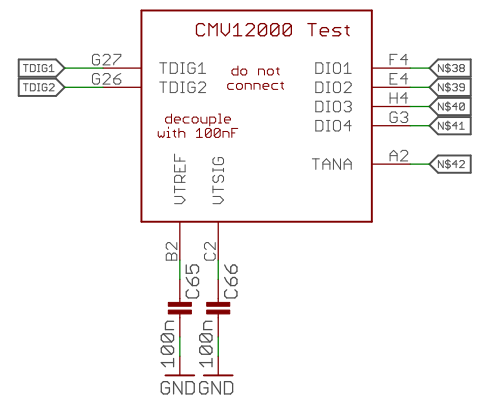 CMV12000 Test
TDIG1 G27 TDIG1
TDIG2 G26 TDIG2
do not
connect
DIO1 F4 N$38
DIO2 E4 N$39
DIO3 H4 N$40
DIO4 G3 N$41
decouple
with 100nF
TANA A2 N$42
VTREF
VTSIG
B2
C2
C65
C66
100n
100n
GND
GND